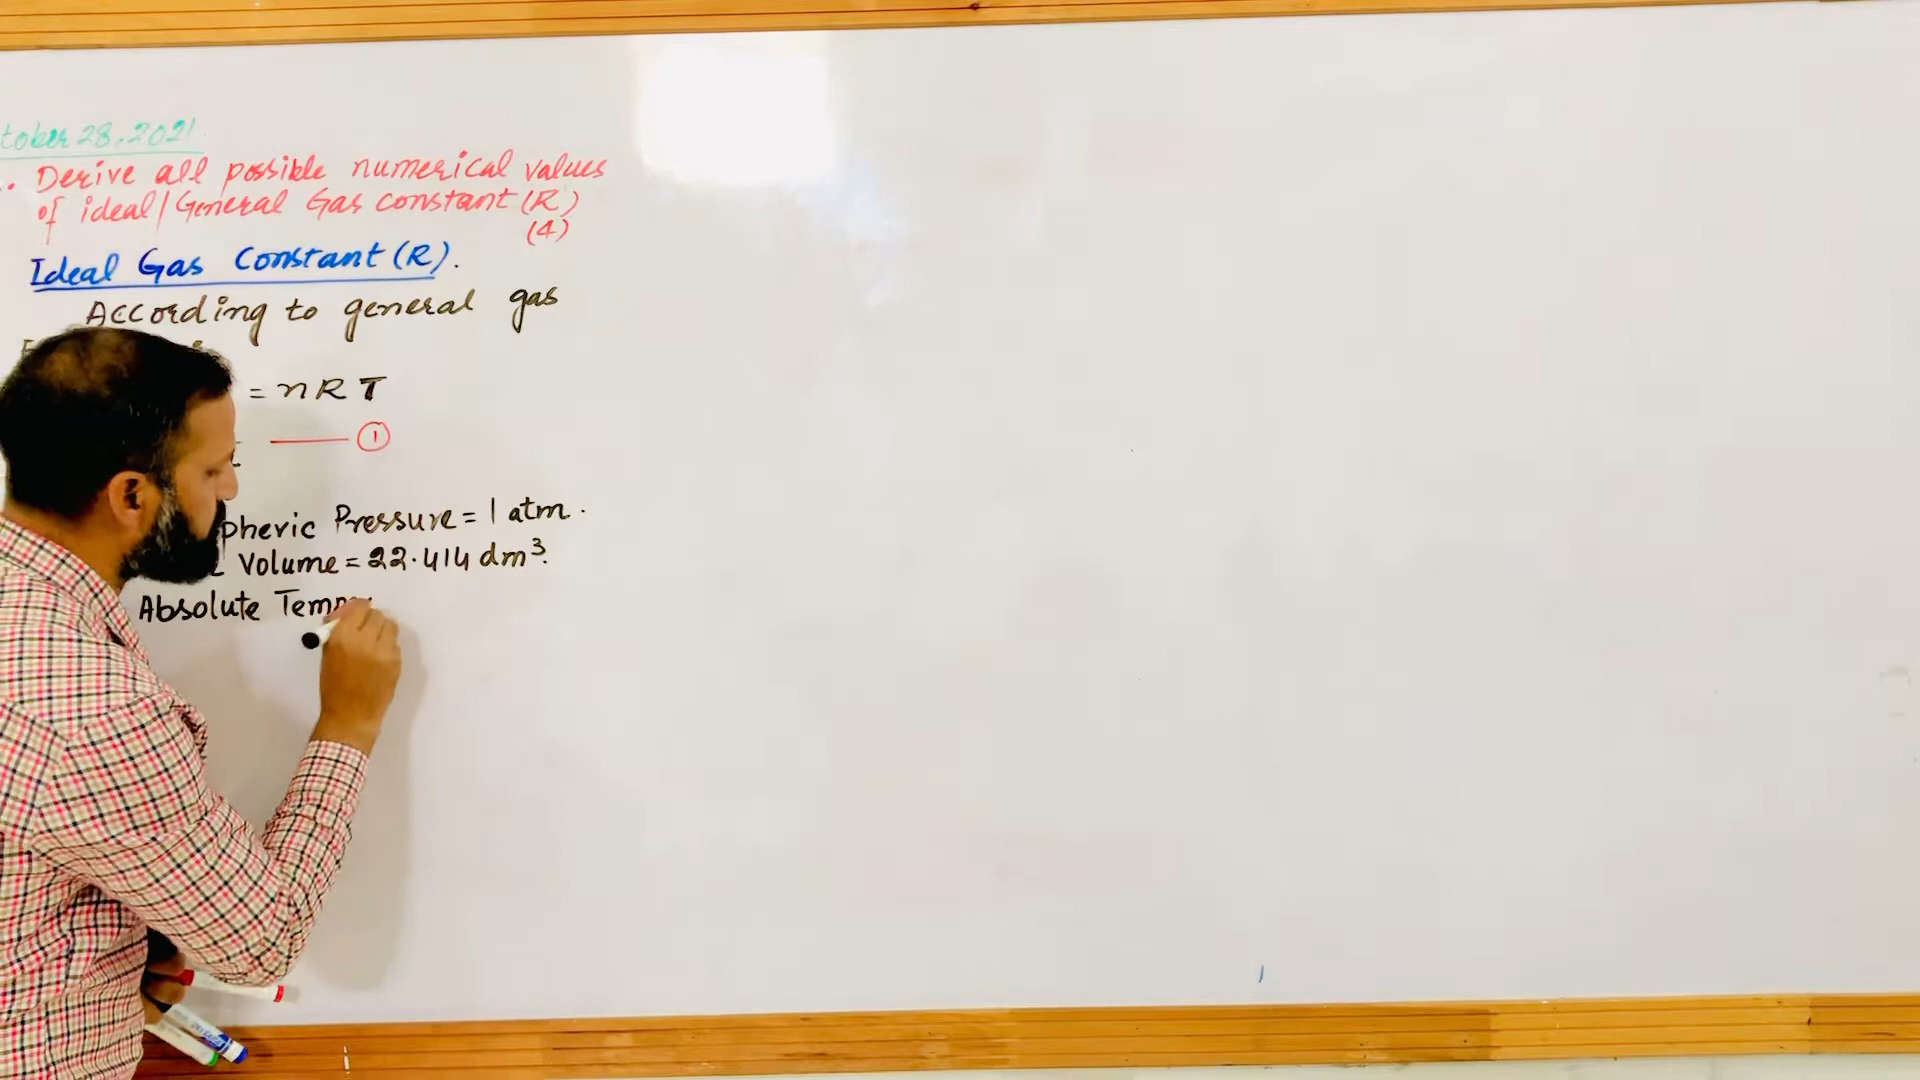 tober 28, 2021
Derive all possible numerical values
of ideal/General Gas constant (R)
(4)
Ideal Gas Constant (R).
According to general gas
= nRT
1
pheric Pressure = 1 atm.
Volume = 22.414 dm³.
Absolute Temp